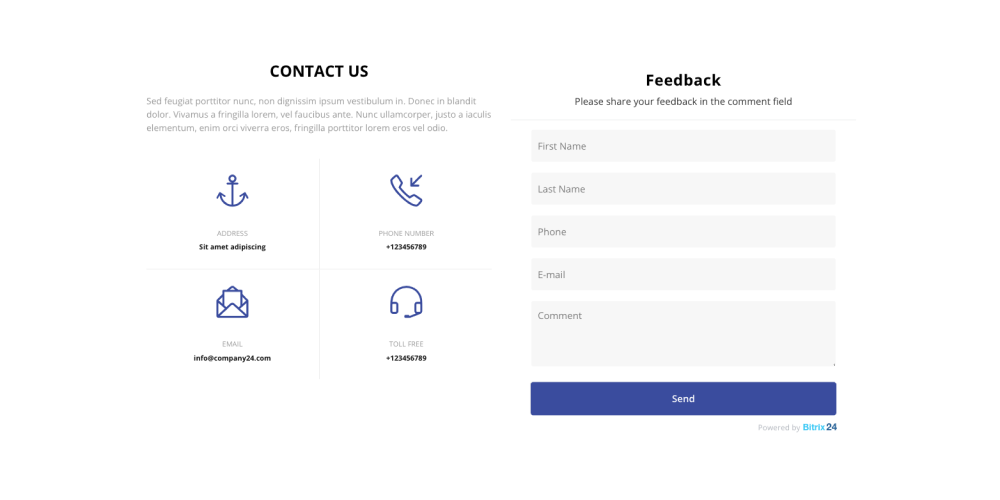 CONTACT US
Sed feugiat porttitor nunc, non dignissim ipsum vestibulum in. Donec in blandit
dolor. Vivamus a fringilla lorem, vel faucibus ante. Nunc ullamcorper, justo a iaculis
elementum, enim orci viverra eros, fringilla porttitor lorem eros vel odio.
ADDRESS
Sit amet adipiscing
PHONE NUMBER
+123456789
EMAIL
info@company24.com
TOLL FREE
+123456789
Feedback
Please share your feedback in the comment field
First Name
Last Name
Phone
E-mail
Comment
Send
Powered by Bitrix24